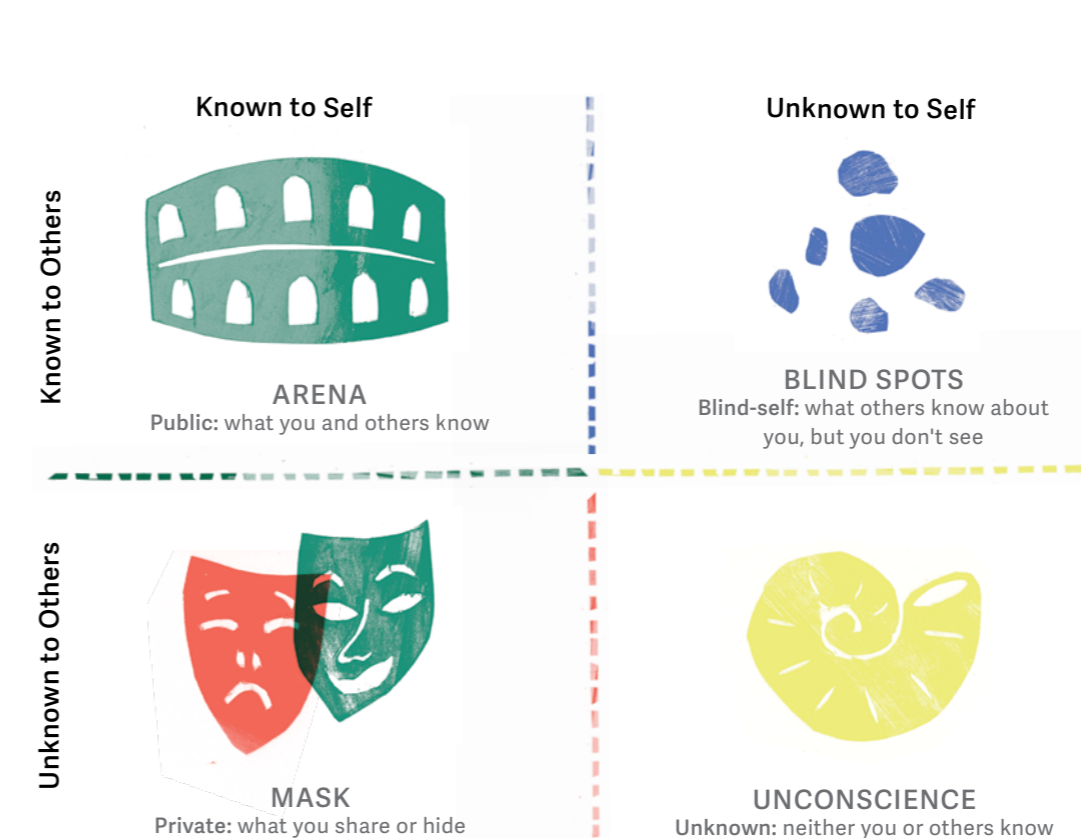 Known to Self
Unknown to Self
Known to Others
ARENA
Public: what you and others know
BLIND SPOTS
Blind-self: what others know about
you, but you don't see
Unknown to Others
MASK
Private: what you share or hide
UNCONSCIENCE
Unknown: neither you or others know